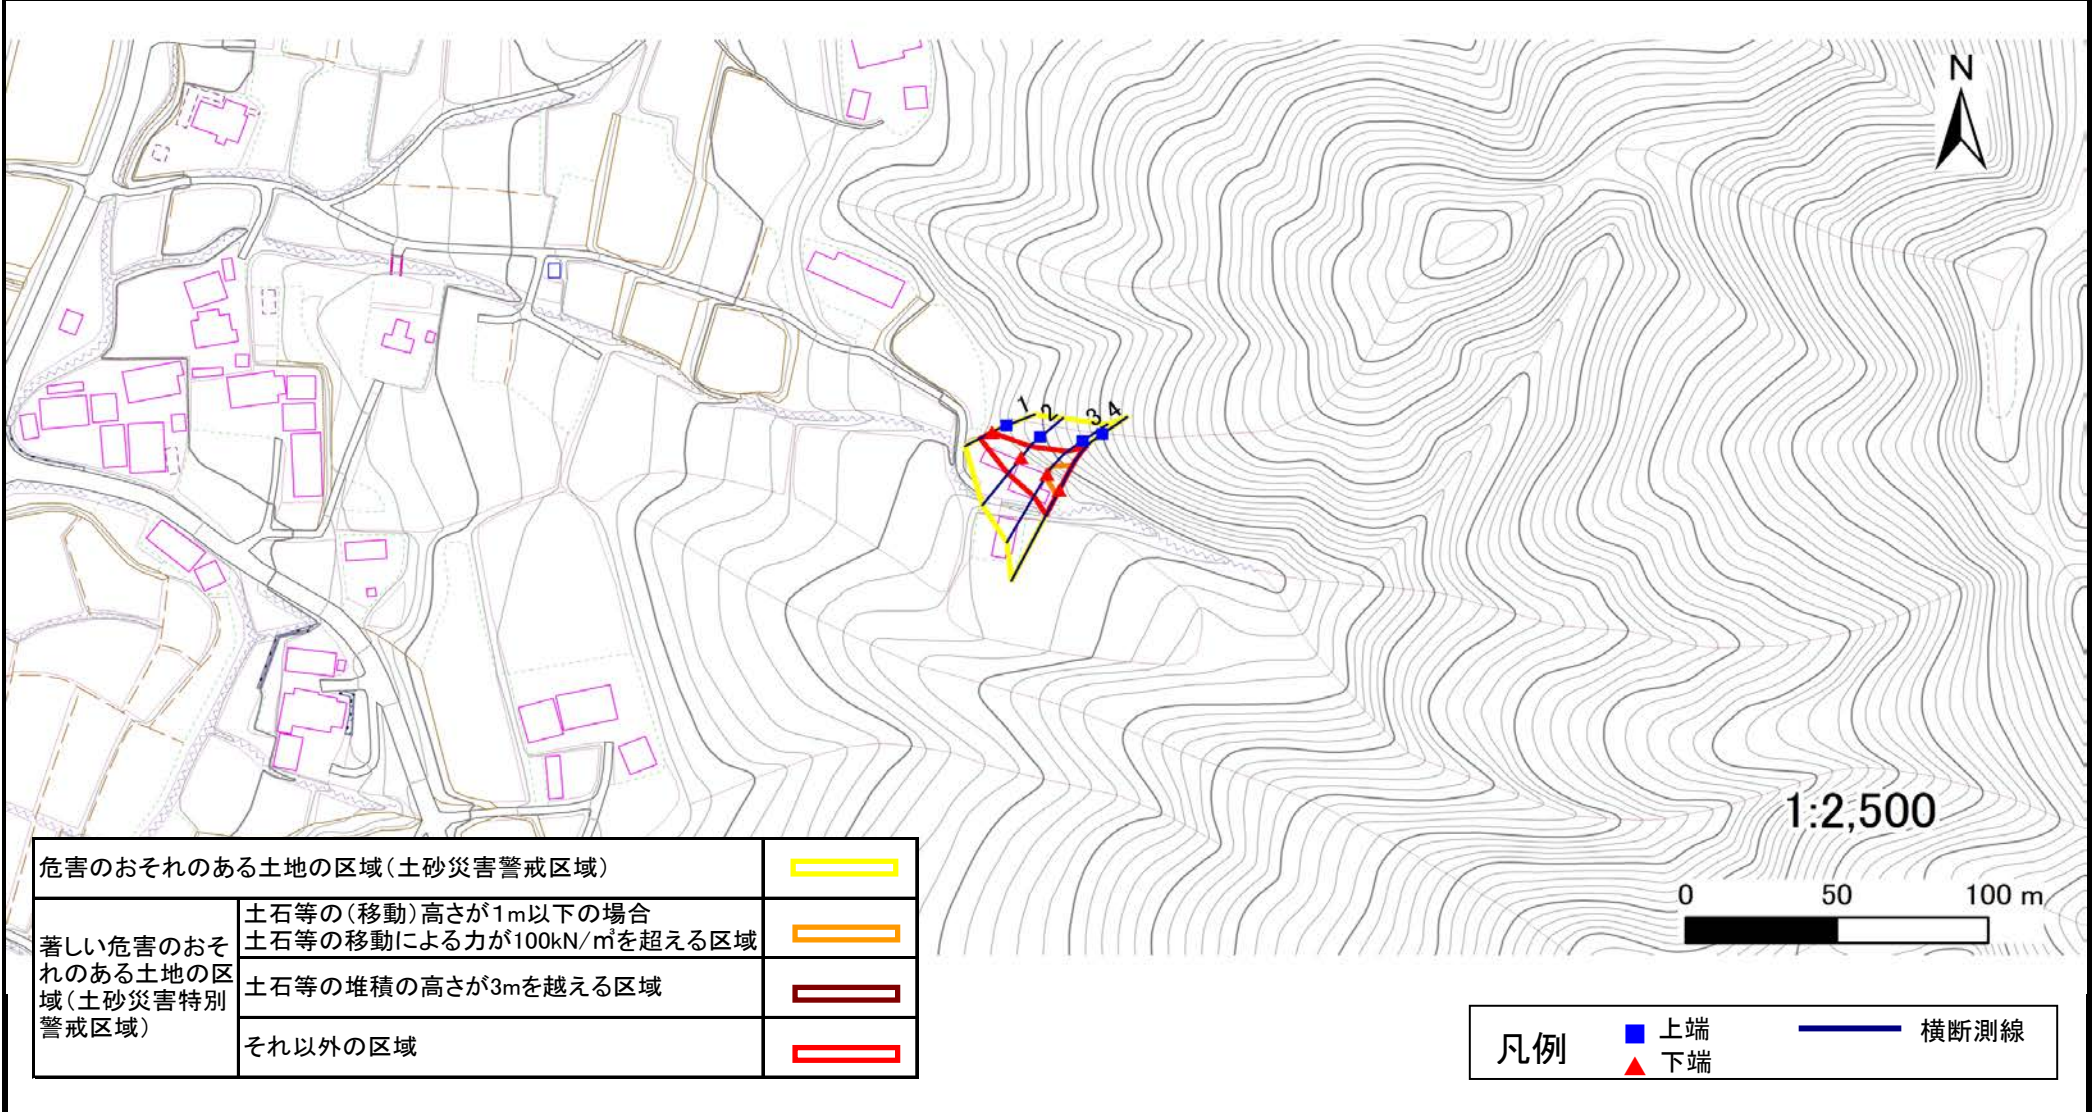 N
1
2
3
4
1:2,500
0 50 100 m
危害のおそれのある土地の区域(土砂災害警戒区域)
著しい危害のおそ
れのある土地の区
域(土砂災害特別
警戒区域)
土石等の(移動)高さが1m以下の場合
土石等の移動による力が100kN/㎡を超える区域
土石等の堆積の高さが3mを越える区域
それ以外の区域
凡例
上端
下端
横断測線